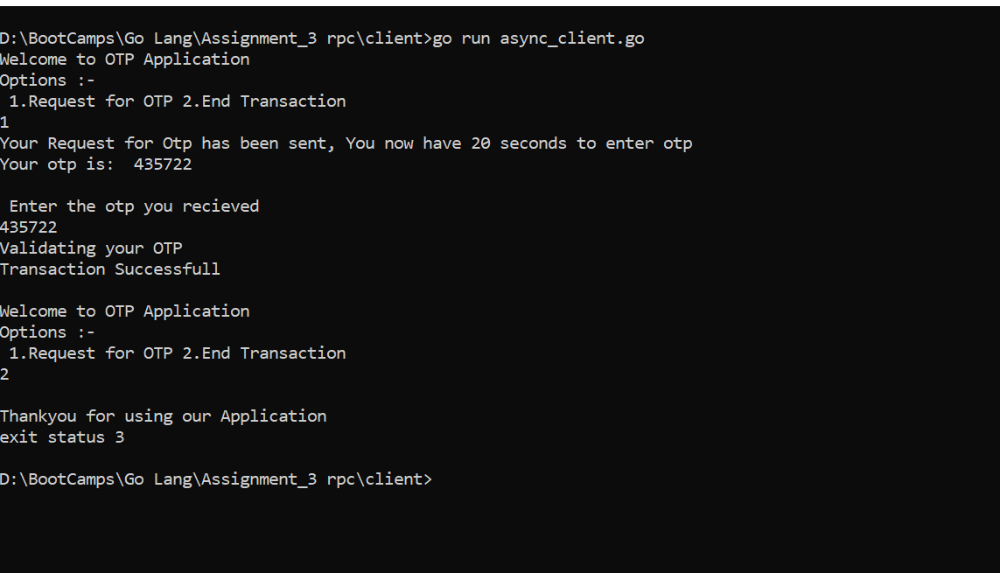 D:\BootCamps\Go Lang\Assignment_3 rpc\client>go run async_client.go
Welcome to OTP Application
Options :-
 1.Request for OTP 2.End Transaction
1
Your Request for Otp has been sent, You now have 20 seconds to enter otp
Your otp is:  435722

 Enter the otp you recieved
435722
Validating your OTP
Transaction Successfull

Welcome to OTP Application
Options :-
 1.Request for OTP 2.End Transaction
2

Thankyou for using our Application
exit status 3

D:\BootCamps\Go Lang\Assignment_3 rpc\client>